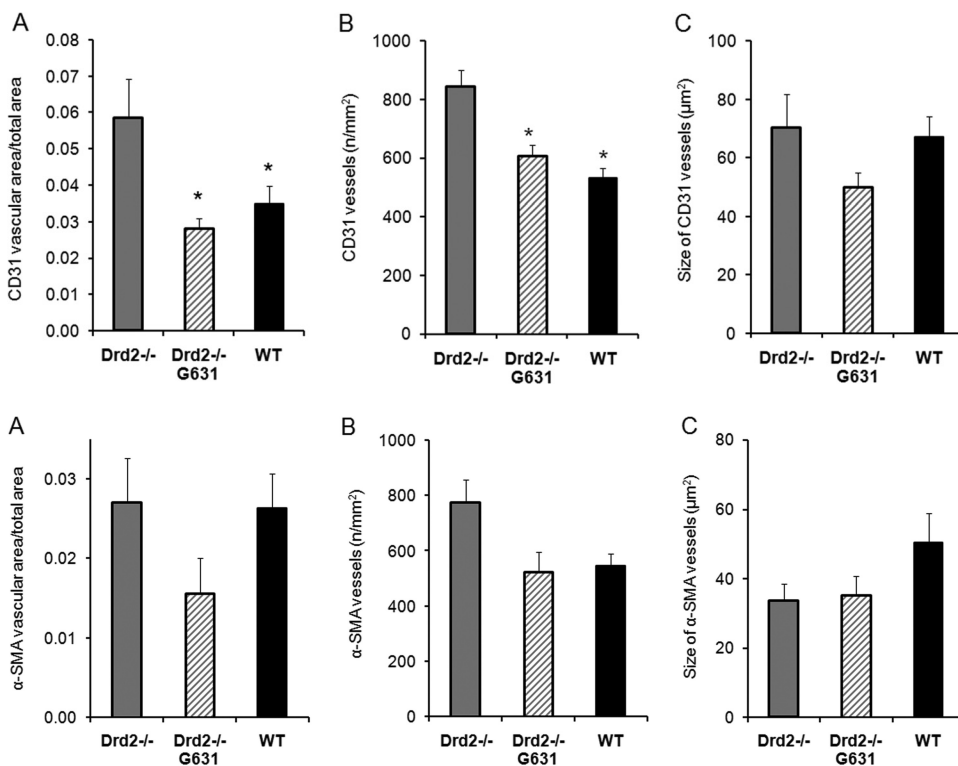 A
CD31 vascular area/total area
0.08
0.07
0.06
0.05
0.04
0.03
0.02
0.01
0.00
*
*
Drd2-/-
Drd2-/-
G631
WT
B
CD31 vessels (n/mm²)
1000
800
600
400
200
0
*
*
Drd2-/-
Drd2-/-
G631
WT
C
Size of CD31 vessels (µm²)
100
80
60
40
20
0
Drd2-/-
Drd2-/-
G631
WT
A
α-SMA vascular area/total area
0.03
0.02
0.01
0.00
Drd2-/-
Drd2-/-
G631
WT
B
α-SMA vessels (n/mm²)
1000
800
600
400
200
0
Drd2-/-
Drd2-/-
G631
WT
C
Size of α-SMA vessels (µm²)
80
60
40
20
0
Drd2-/-
Drd2-/-
G631
WT